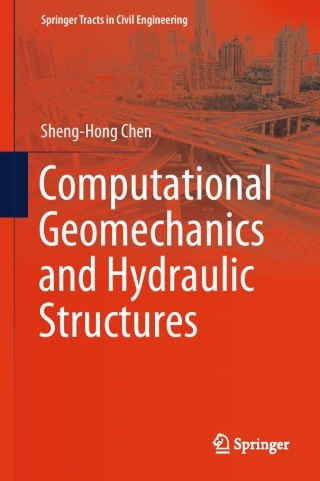 Springer Tracts in Civil Engineering
Sheng-Hong Chen
Computational
Geomechanics
and Hydraulic
Structures
Springer